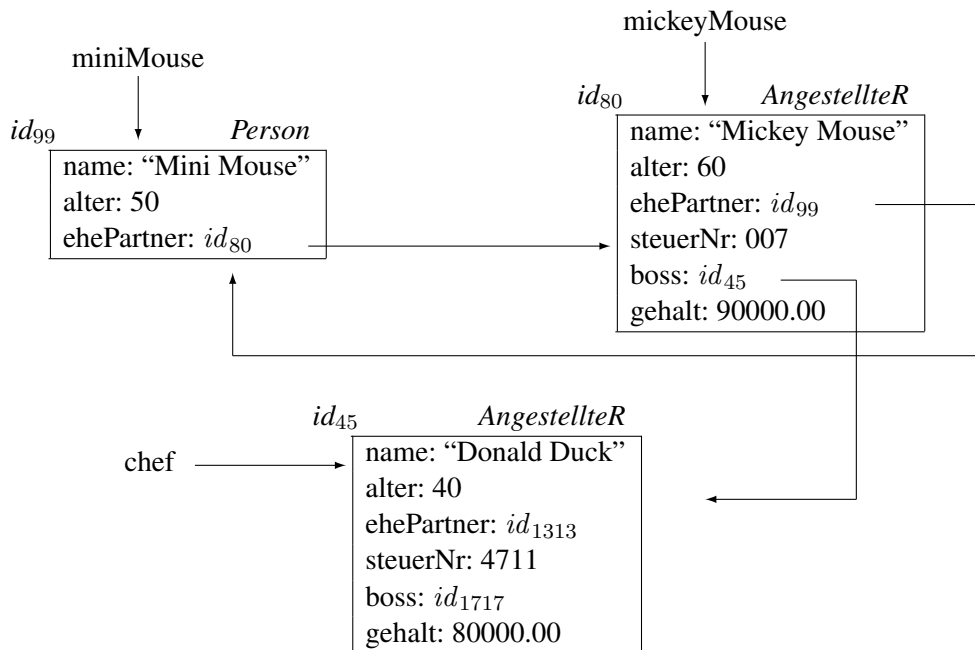 mickeyMouse
miniMouse
id80 AngestellteR
name: “Mickey Mouse”
alter: 60
ehePartner: id99
steuerNr: 007
boss: id45
gehalt: 90000.00
id99 Person
name: “Mini Mouse”
alter: 50
ehePartner: id80
id45 AngestellteR
chef
name: “Donald Duck”
alter: 40
ehePartner: id1313
steuerNr: 4711
boss: id1717
gehalt: 80000.00